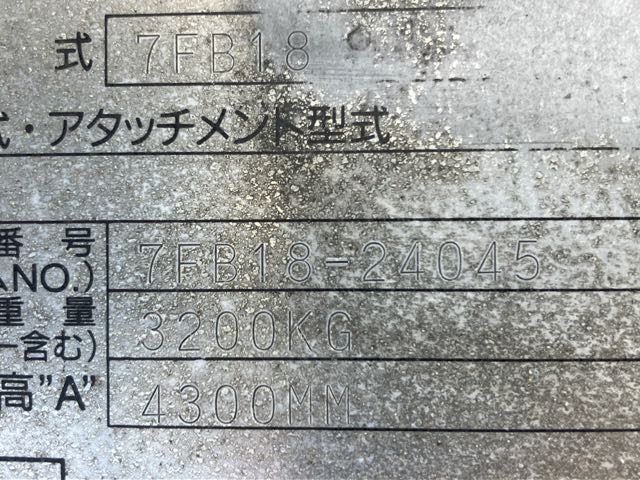 式 7FB18
式・アタッチメント型式
番号 7FB18-24045
NO.)
重量 3200KG
含む)
高"A" 4300MM